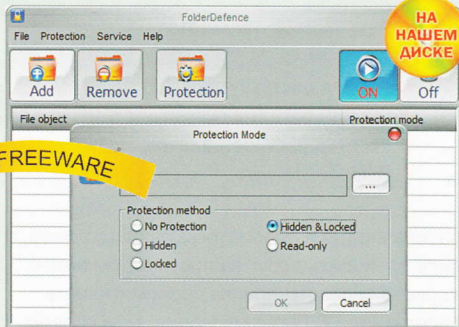 FolderDefence
НА
НАШЕМ
ДИСКЕ
File Protection Service Help
Add Remove Protection ON Off
File object Protection mode
Protection Mode
FREEWARE
...
Protection method
No Protection Hidden & Locked
Hidden Read-only
Locked
OK Cancel